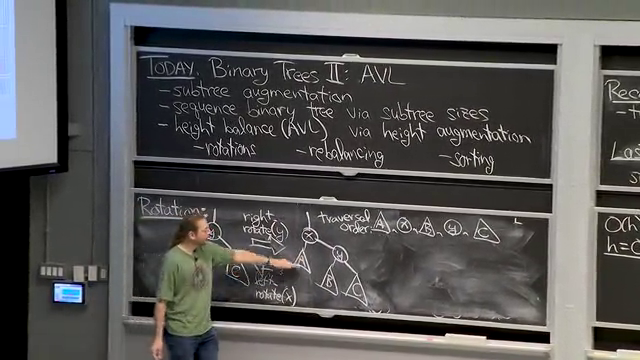 TODAY: Binary Trees II: AVL
- subtree augmentation
- sequence binary tree via subtree sizes
- height balance (AVL) via height augmentation
- rotations - rebalancing - sorting
Rotation:
right
rotate(y)
y
C
left
rotate(x)
x
y
A
B
C
traversal
order: A, x, B, y, C
O(h
h=O